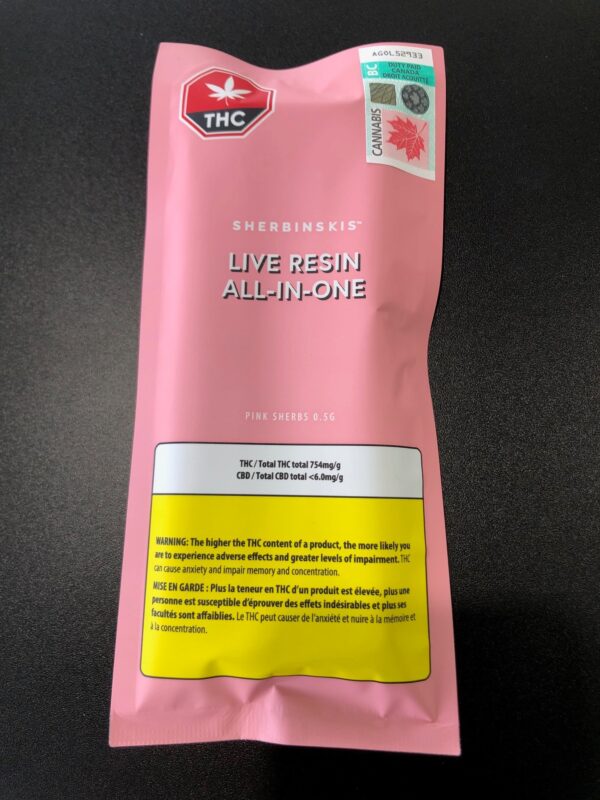 AGOL52933
BC
DUTY PAID
CANADA
DROIT ACQUITTÉ
CANNABIS
THC
SHERBINSKIS™
LIVE RESIN
ALL-IN-ONE
PINK SHERBS 0.5G
THC / Total THC total 754mg/g
CBD / Total CBD total <6.0mg/g
WARNING: The higher the THC content of a product, the more likely you
are to experience adverse effects and greater levels of impairment. THC
can cause anxiety and impair memory and concentration.
MISE EN GARDE : Plus la teneur en THC d'un produit est élevée, plus une
personne est susceptible d'éprouver des effets indésirables et plus ses
facultés sont affaiblies. Le THC peut causer de l'anxiété et nuire à la mémoire et
à la concentration.